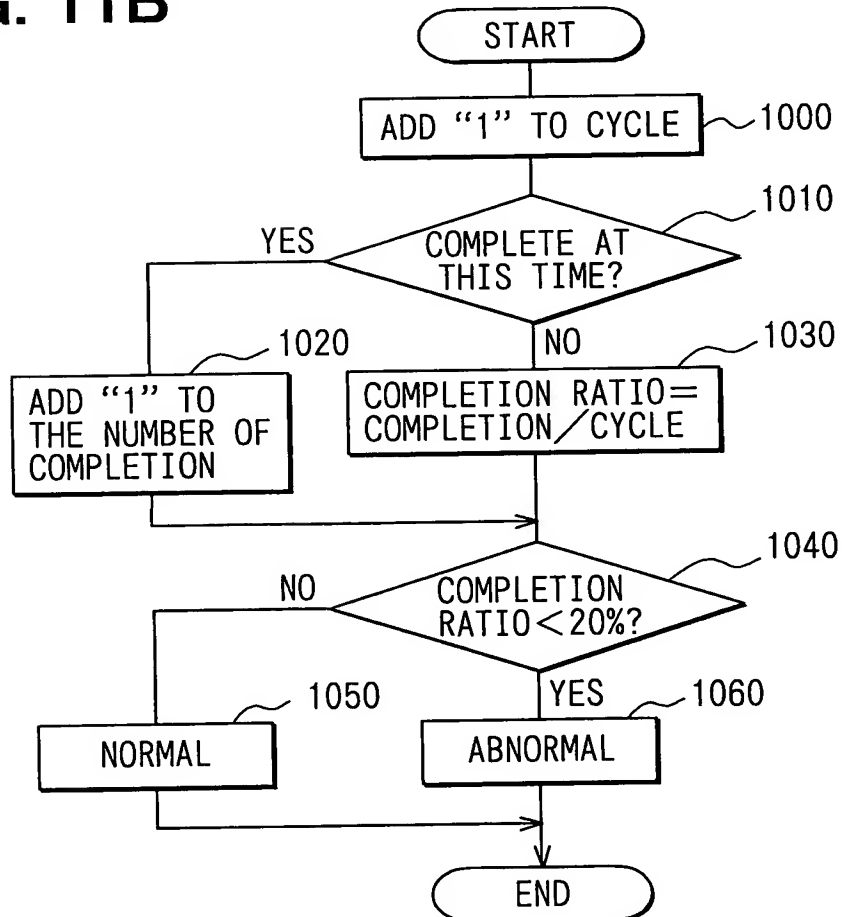 11B
START
ADD “1” TO CYCLE
1000
1010
YES
COMPLETE AT
THIS TIME?
1020
NO
1030
ADD “1” TO
THE NUMBER OF
COMPLETION
COMPLETION RATIO=
COMPLETION/CYCLE
1040
NO
COMPLETION
RATIO<20%?
1050
YES
1060
NORMAL
ABNORMAL
END